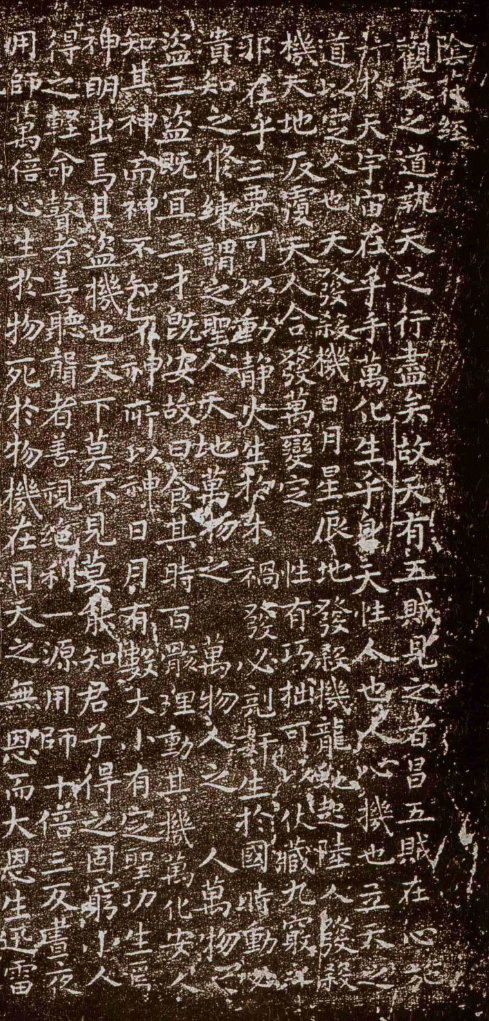 陰符經
觀天之道執天之行盡矣故天有五賊見之者昌五賊在心施
行於天宇宙在乎手萬化生乎身天性人也人心機也立天之
道以定人也天發殺機日月星辰地發殺機龍虵起陸人發殺
機天地反覆天人合發萬變定性有巧拙可以伏藏九竅之
邪在乎三要可以動靜火生於木禍發必剋姧生於國時動必
潰知之修練謂之聖人天地萬物之萬物人之人萬物之
盜三盜既宜三才既安故曰食其時百骸理動其機萬化安人
知其神而神不知不神所以神日月有數大小有定聖功生焉
神明出焉其盜機也天下莫不見莫能知君子得之固窮小人
得之輕命瞽者善聽聾者善視絕利一源用師十倍三反晝夜
用師萬倍心生於物死於物機在目天之無恩而大恩生迅雷